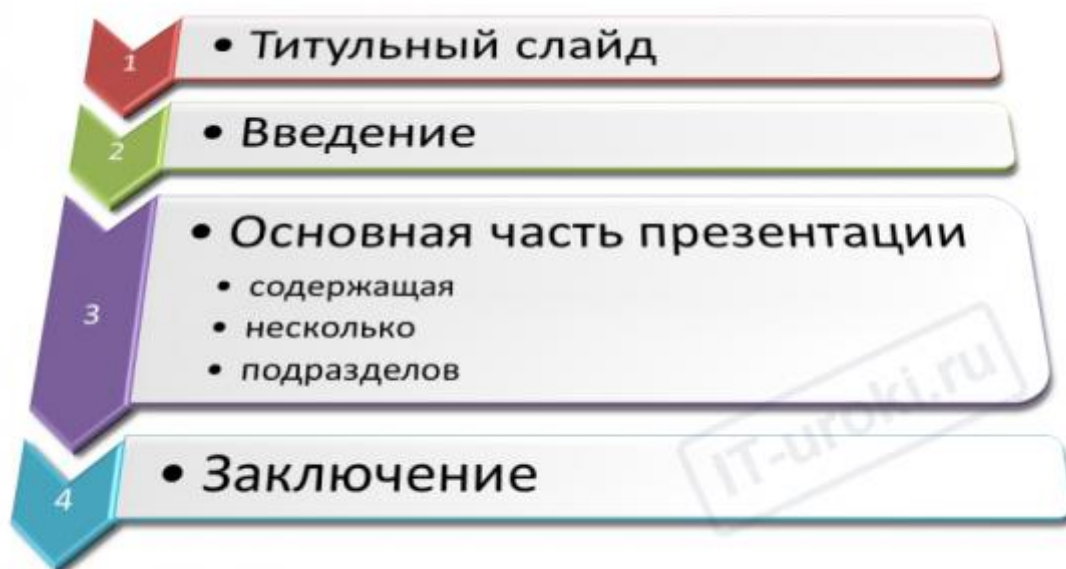 1
• Титульный слайд
2
• Введение
3
• Основная часть презентации
• содержащая
• несколько
• подразделов
4
• Заключение
IT-uroki.ru